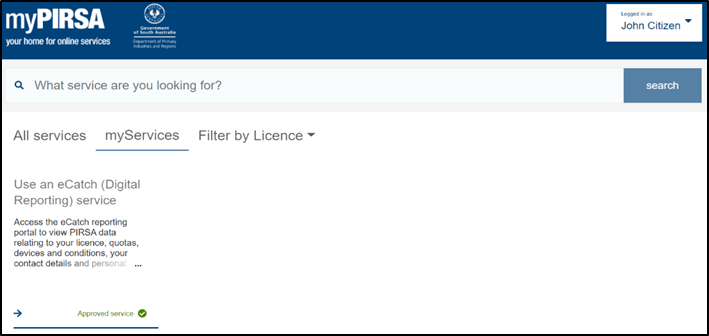 myPIRSA
your home for online services
Government
of South Australia
Department of Primary
Industries and Regions
Logged in as:
John Citizen
What service are you looking for?
search
All services
myServices
Filter by Licence
Use an eCatch (Digital
Reporting) service
Access the eCatch reporting
portal to view PIRSA data
relating to your licence, quotas,
devices and conditions, your
contact details and personal ...
Approved service